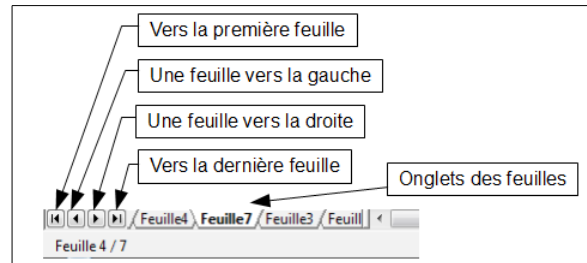 Vers la première feuille
Une feuille vers la gauche
Une feuille vers la droite
Vers la dernière feuille
Onglets des feuilles
Feuille4 Feuille7 Feuille3 Feuill
Feuille 4 / 7